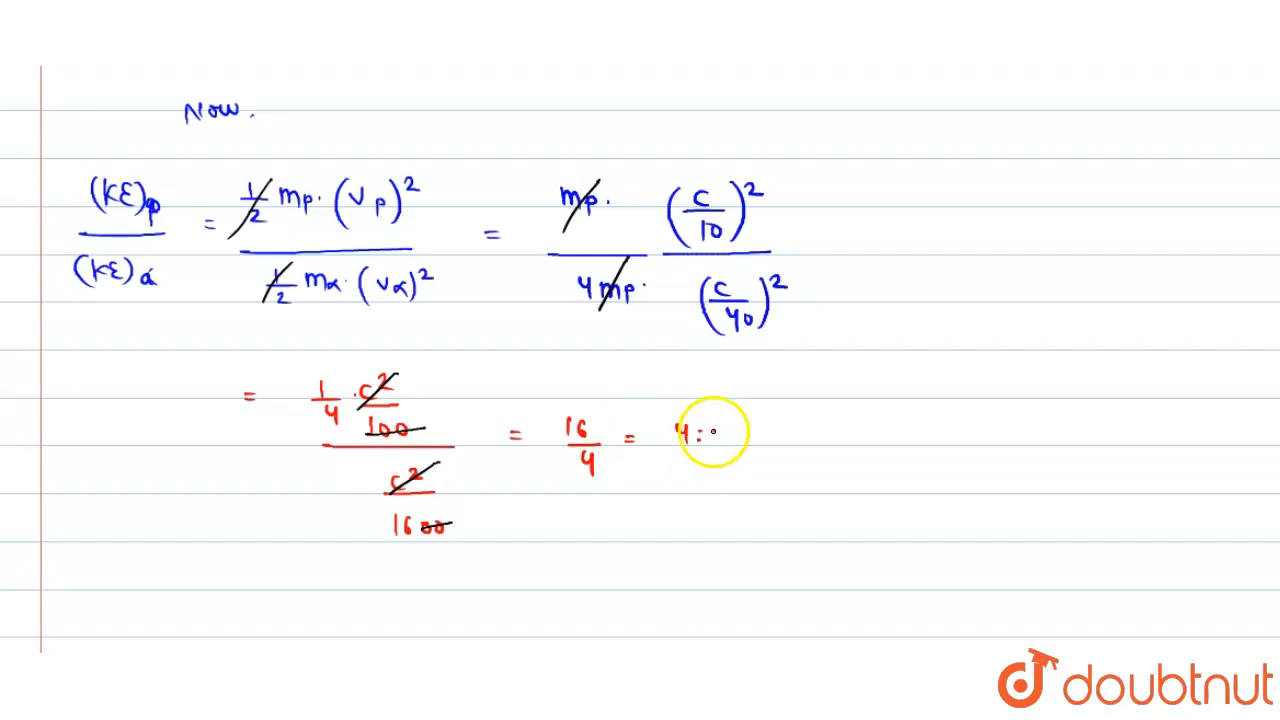 Now.
(KE)p / (KE)α = 1/2 mp · (vp)² / 1/2 mα · (vα)² = mp · (c/10)² / 4mp · (c/40)²
= 1/4 · c²/100 / c²/1600 = 16/4 = 4:
doubtnut